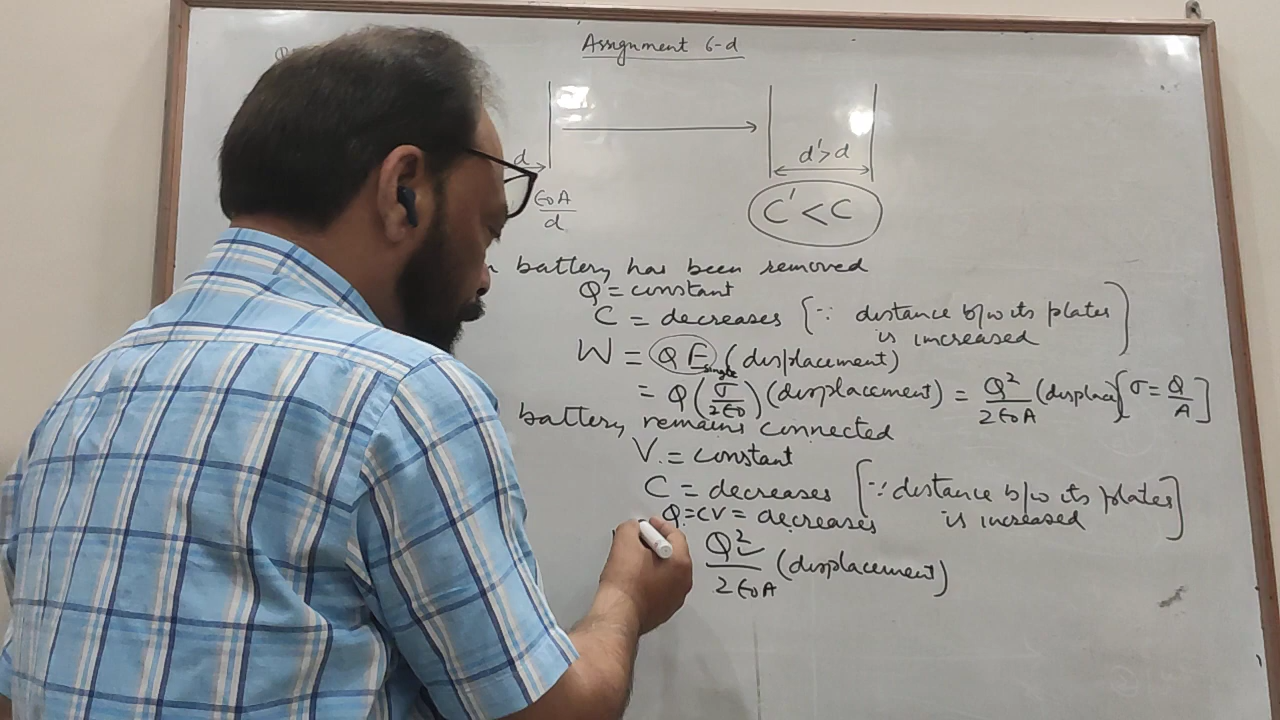 Assignment 6-d
d
d'>d
ϵ₀A/d
C' < C
battery has been removed
Q = constant
C = decreases [∵ distance b/w its plates is increased]
W = Q E single (displacement)
= Q (σ/2ϵ₀) (displacement) = Q²/2ϵ₀A (displace) [σ = Q/A]
battery remains connected
V = constant
C = decreases [∵ distance b/w its plates is increased]
Q=CV= decreases
Q²/2ϵ₀A (displacement)